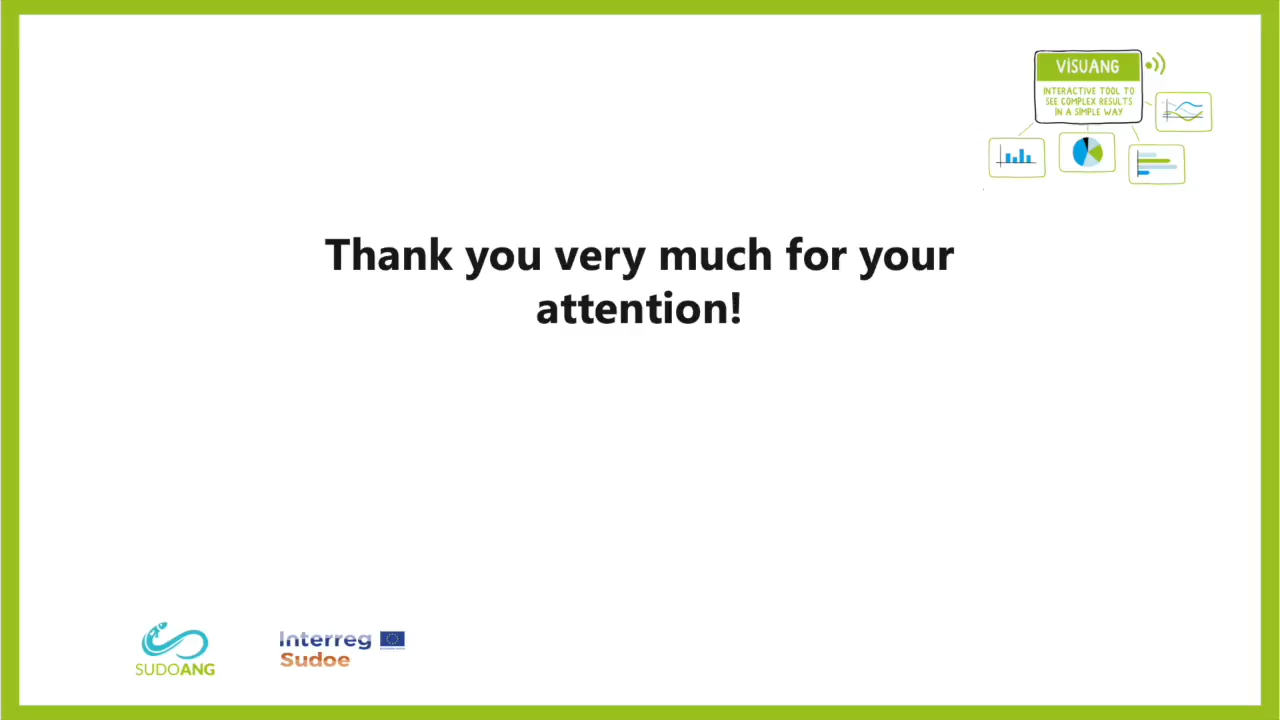 VISUANG
INTERACTIVE TOOL TO
SEE COMPLEX RESULTS
IN A SIMPLE WAY
Thank you very much for your
attention!
SUDOANG
Interreg
Sudoe